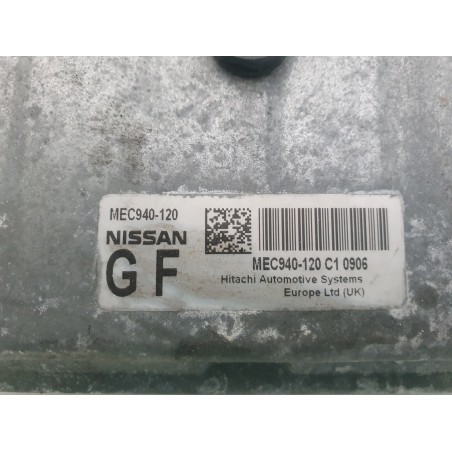 MEC940-120
NISSAN
G F
MEC940-120 C1 0906
Hitachi Automotive Systems
Europe Ltd (UK)